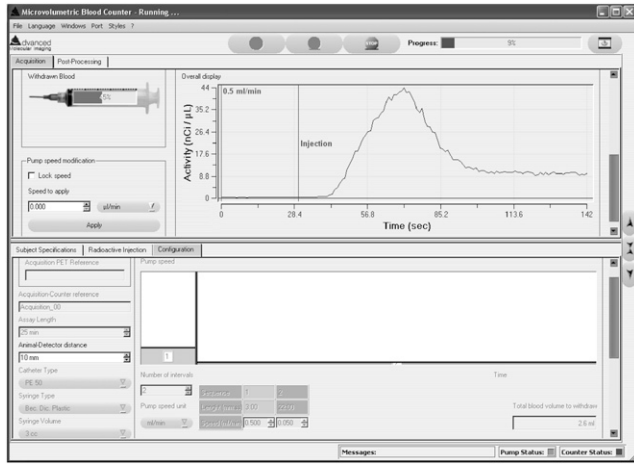 Microvolumetric Blood Counter - Running ...
File Language Windows Port Styles ?
Advanced
Molecular Imaging
STOP
Progress: 9%
Acquisition Post-Processing
Withdrawn Blood
5%
Pump speed modification
Lock speed
Speed to apply
0.000 µl/min
Apply
Overall display
0.5 ml/min
Injection
Activity (nCi / µL)
44
35.2
26.4
17.6
8.8
0
0 28.4 56.8 85.2 113.6 142
Time (sec)
Subject Specifications Radioactive Injection Configuration
Acquisition PET Reference
Acquisition Counter reference
Acquisition_00
Assay Length
25 min
Animal-Detector distance
10 mm
Catheter Type
PE 50
Syringe Type
Bec. Dic. Plastic
Syringe Volume
3 cc
Pump speed
1
Time
Number of intervals
2
Pump speed unit
ml/min
Sequence 1 2
0.500 0.050
Total blood volume to withdraw
2.6 ml
Messages: Pump Status: Counter Status: